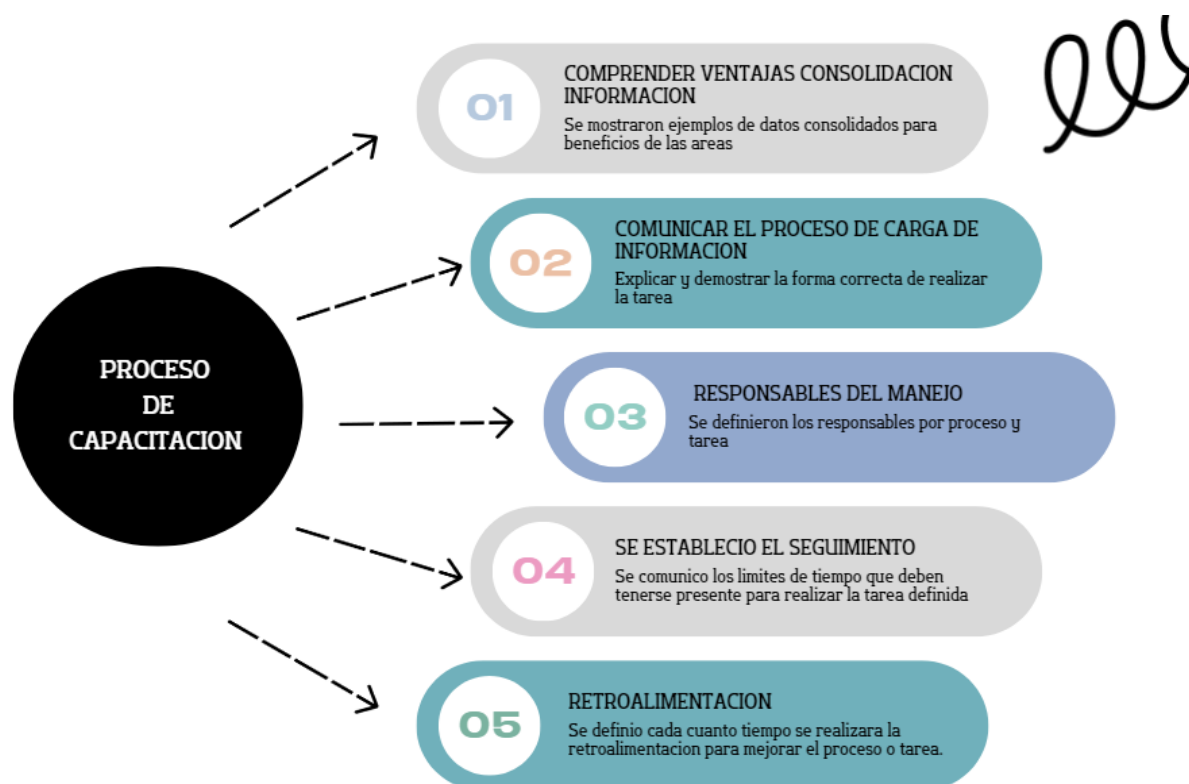 PROCESO
DE
CAPACITACION
01
COMPRENDER VENTAJAS CONSOLIDACION
INFORMACION
Se mostraron ejemplos de datos consolidados para
beneficios de las areas
02
COMUNICAR EL PROCESO DE CARGA DE
INFORMACION
Explicar y demostrar la forma correcta de realizar
la tarea
03
RESPONSABLES DEL MANEJO
Se definieron los responsables por proceso y
tarea
04
SE ESTABLECIO EL SEGUIMIENTO
Se comunico los limites de tiempo que deben
tenerse presente para realizar la tarea definida
05
RETROALIMENTACION
Se definio cada cuanto tiempo se realizara la
retroalimentacion para mejorar el proceso o tarea.